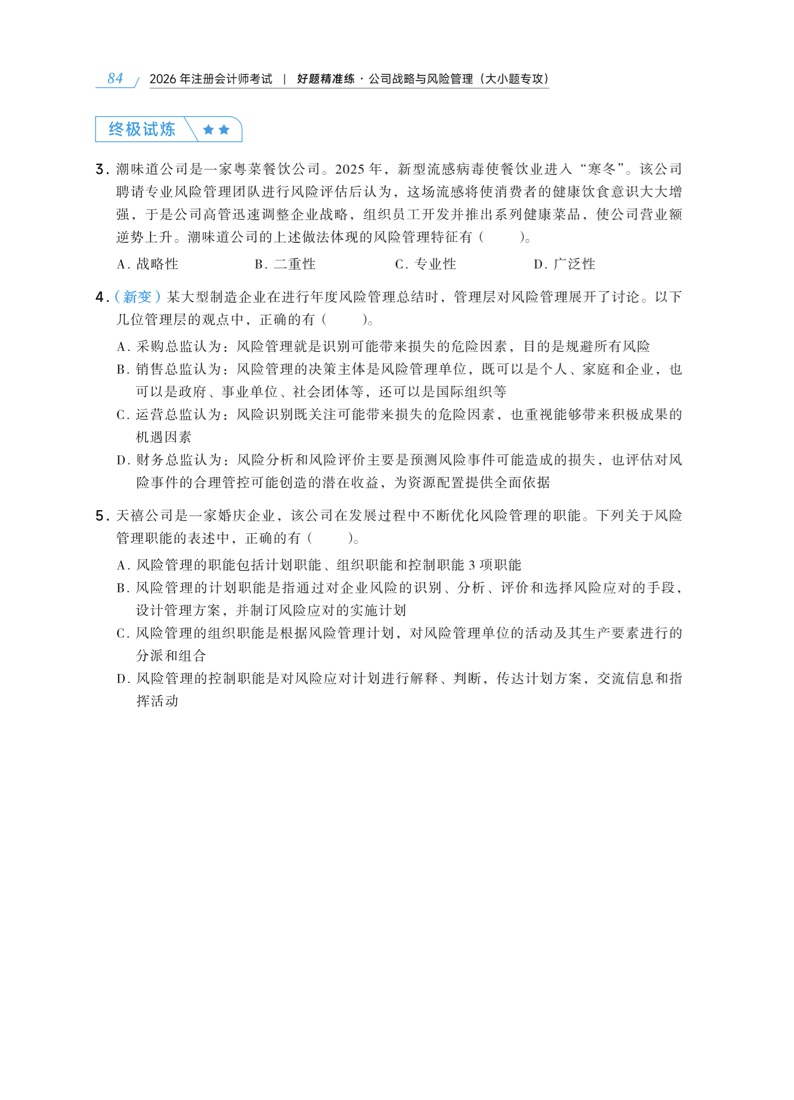 84 2026 年注册会计师考试 | 好题精准练 · 公司战略与风险管理（大小题专攻）
终极试炼 ★★
3. 潮味道公司是一家粤菜餐饮公司。2025 年，新型流感病毒使餐饮业进入“寒冬”。该公司
聘请专业风险管理团队进行风险评估后认为，这场流感将使消费者的健康饮食意识大大增
强，于是公司高管迅速调整企业战略，组织员工开发并推出系列健康菜品，使公司营业额
逆势上升。潮味道公司的上述做法体现的风险管理特征有（ ）。
A. 战略性 B. 二重性 C. 专业性 D. 广泛性
4.（新变）某大型制造企业在进行年度风险管理总结时，管理层对风险管理展开了讨论。以下
几位管理层的观点中，正确的有（ ）。
A. 采购总监认为：风险管理就是识别可能带来损失的危险因素，目的是规避所有风险
B. 销售总监认为：风险管理的决策主体是风险管理单位，既可以是个人、家庭和企业，也
可以是政府、事业单位、社会团体等，还可以是国际组织等
C. 运营总监认为：风险识别既关注可能带来损失的危险因素，也重视能够带来积极成果的
机遇因素
D. 财务总监认为：风险分析和风险评价主要是预测风险事件可能造成的损失，也评估对风
险事件的合理管控可能创造的潜在收益，为资源配置提供全面依据
5. 天禧公司是一家婚庆企业，该公司在发展过程中不断优化风险管理的职能。下列关于风险
管理职能的表述中，正确的有（ ）。
A. 风险管理的职能包括计划职能、组织职能和控制职能 3 项职能
B. 风险管理的计划职能是指通过对企业风险的识别、分析、评价和选择风险应对的手段，
设计管理方案，并制订风险应对的实施计划
C. 风险管理的组织职能是根据风险管理计划，对风险管理单位的活动及其生产要素进行的
分派和组合
D. 风险管理的控制职能是对风险应对计划进行解释、判断，传达计划方案，交流信息和指
挥活动